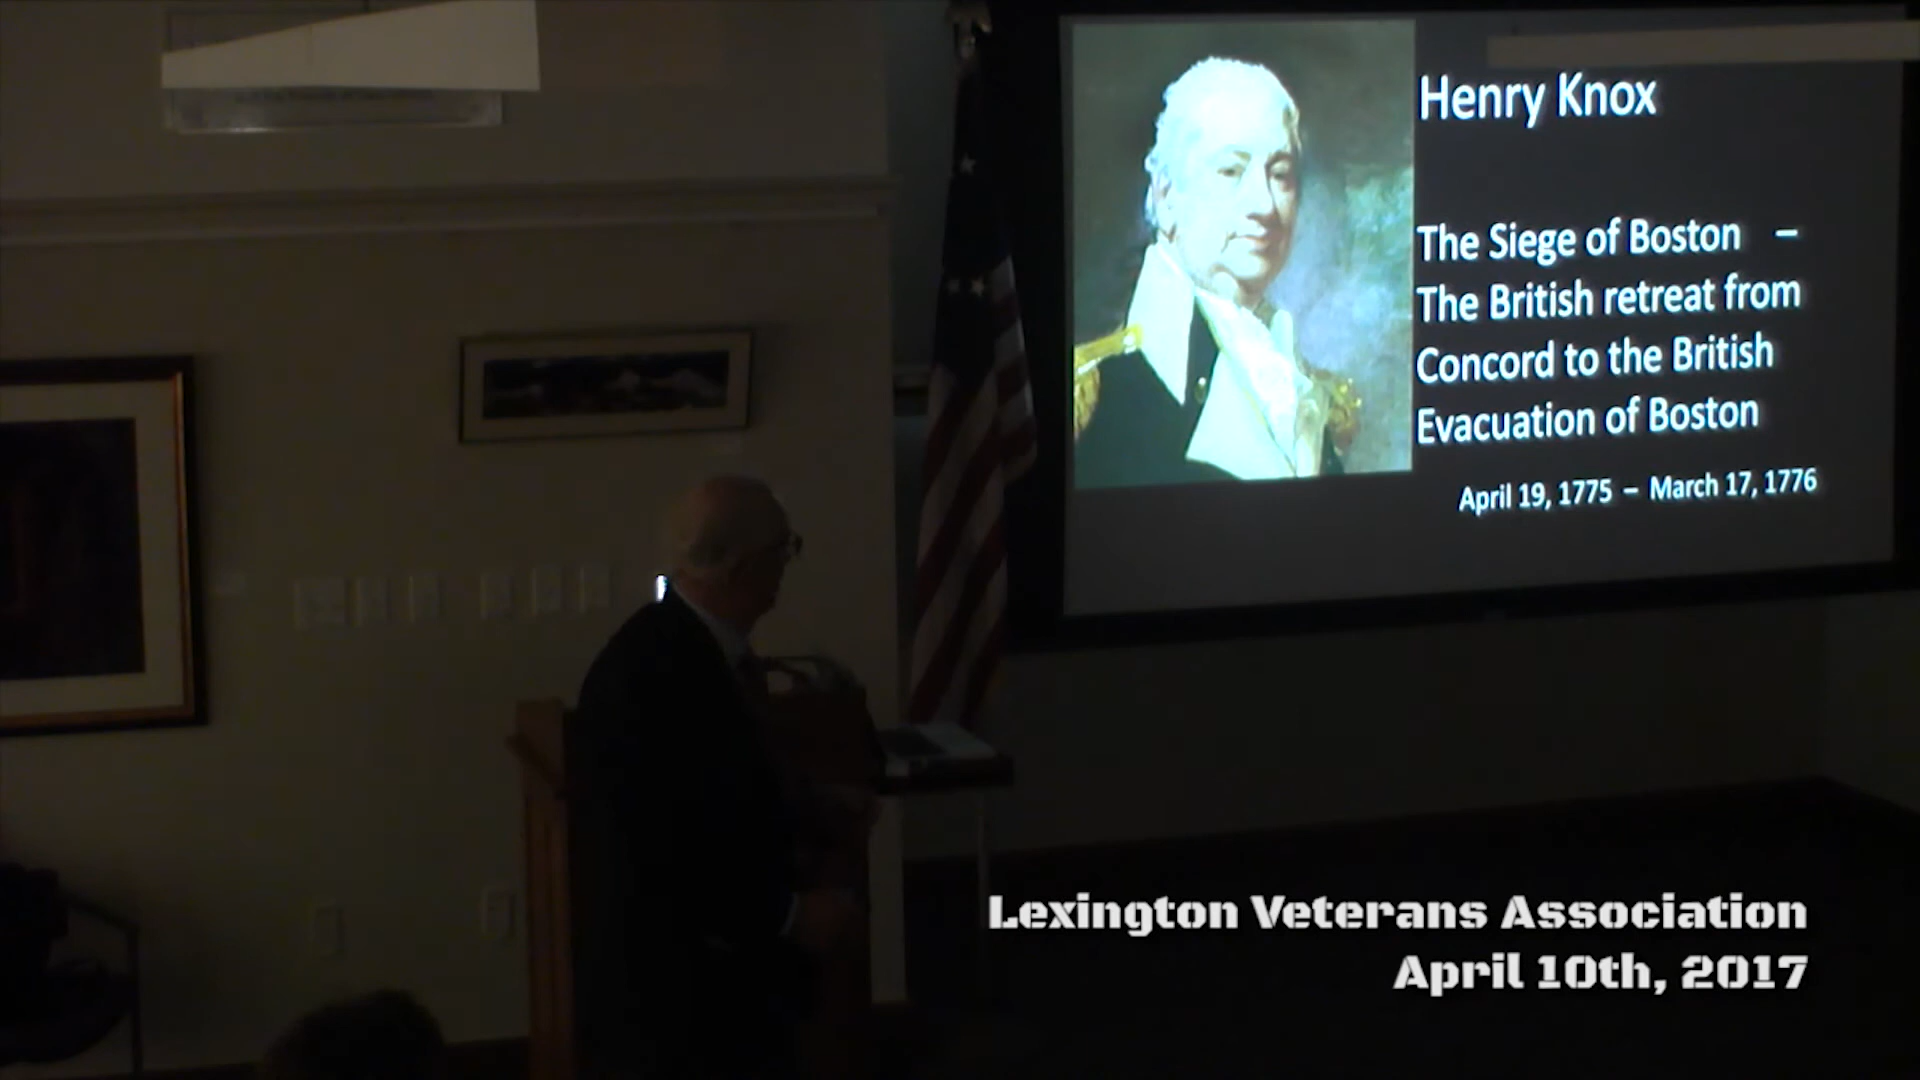 Henry Knox
The Siege of Boston –
The British retreat from
Concord to the British
Evacuation of Boston
April 19, 1775 – March 17, 1776
Lexington Veterans Association
April 10th, 2017